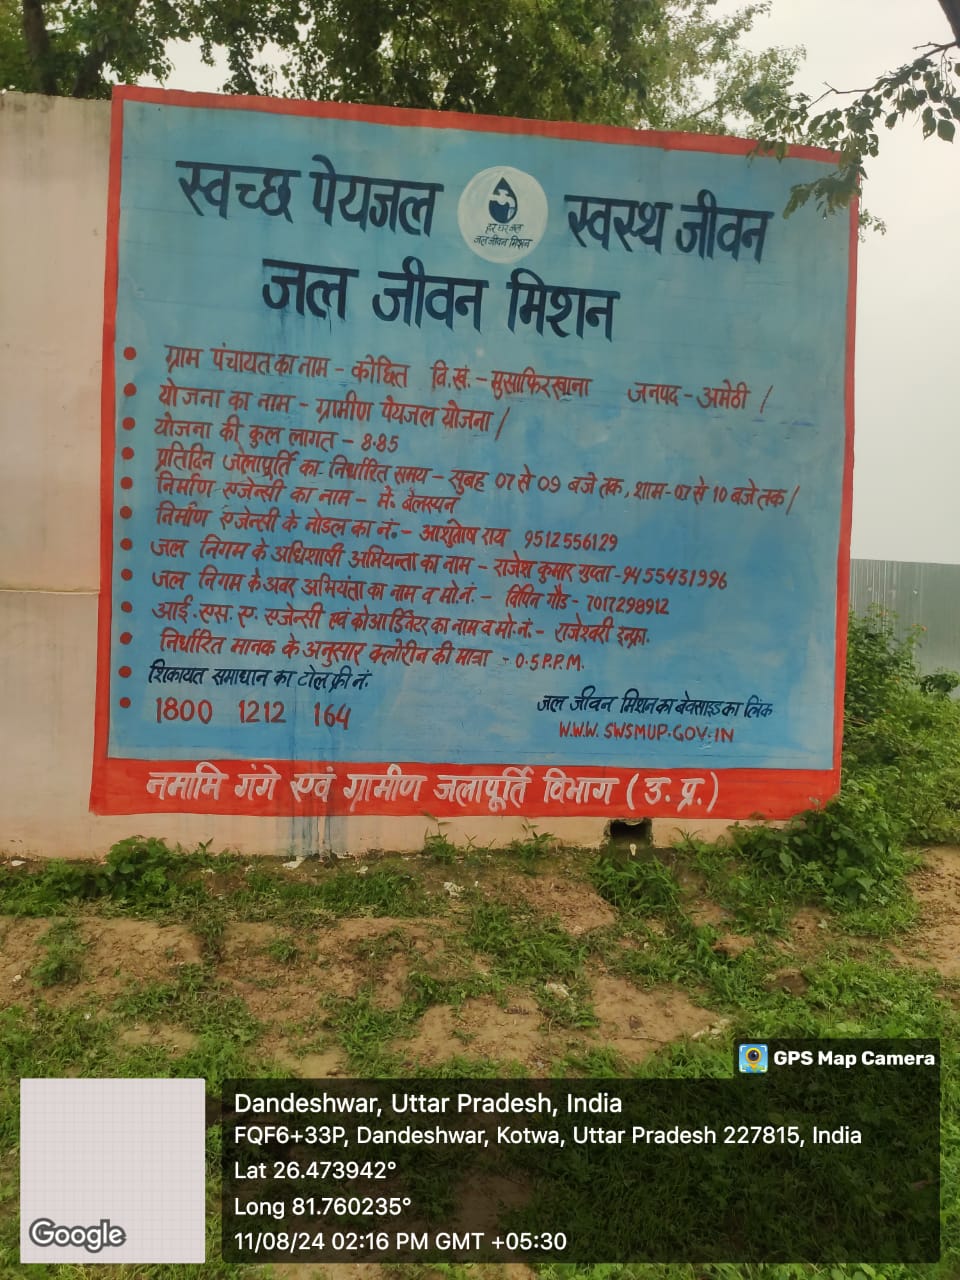 स्वच्छ पेयजल स्वस्थ जीवन
हर घर जल
जल जीवन मिशन
जल जीवन मिशन
ग्राम पंचायत का नाम - कोछित वि.खं. - मुसाफिरखाना जनपद - अमेठी /
योजना का नाम - ग्रामीण पेयजल योजना /
योजना की कुल लागत - 8.85
प्रतिदिन जलापूर्ति का निर्धारित समय - सुबह 07 से 09 बजे तक, शाम - 07 से 10 बजे तक /
निर्माण एजेन्सी का नाम - मे. बेलस्पन
निर्माण एजेन्सी के नोडल का नं. - आशुतोष राय 9512556129
जल निगम के अधिशाषी अभियन्ता का नाम - राजेश कुमार गुप्ता - 9455431996
जल निगम के अवर अभियंता का नाम व मो.नं. - विपिन गौड - 7017298912
आई.एस.ए. एजेन्सी एवं कोआर्डिनेटर का नाम व मो.नं. - राजेश्वरी इन्फ्रा.
निर्धारित मानक के अनुसार क्लोरीन की मात्रा - 0.5 P.P.M.
शिकायत समाधान का टोल फ्री नं.
1800 1212 164
जल जीवन मिशन का बेवसाइड का लिंक
W.W.W. SWSMUP.GOV.IN
नमामि गंगे एवं ग्रामीण जलापूर्ति विभाग (उ.प्र.)
GPS Map Camera
Dandeshwar, Uttar Pradesh, India
FQF6+33P, Dandeshwar, Kotwa, Uttar Pradesh 227815, India
Lat 26.473942°
Long 81.760235°
11/08/24 02:16 PM GMT +05:30
Google